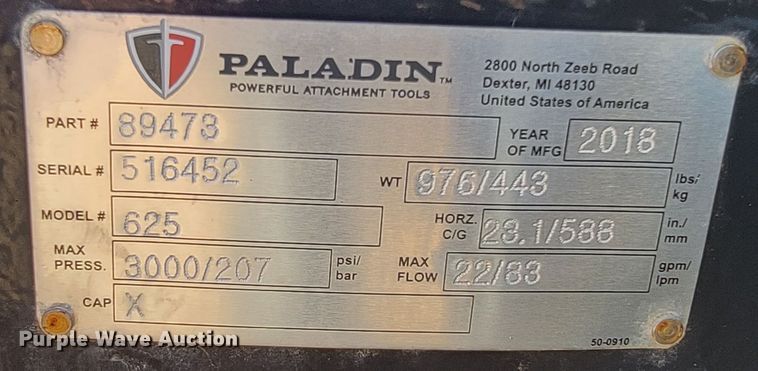 PALADIN™
POWERFUL ATTACHMENT TOOLS
2800 North Zeeb Road
Dexter, MI 48130
United States of America
PART # 89473
YEAR OF MFG 2018
SERIAL # 516452
WT 976/443 lbs/ kg
MODEL # 625
HORZ. C/G 23.1/588 in./ mm
MAX PRESS. 3000/207 psi/ bar
MAX FLOW 22/83 gpm/ lpm
CAP X
50-0910
Purple Wave Auction